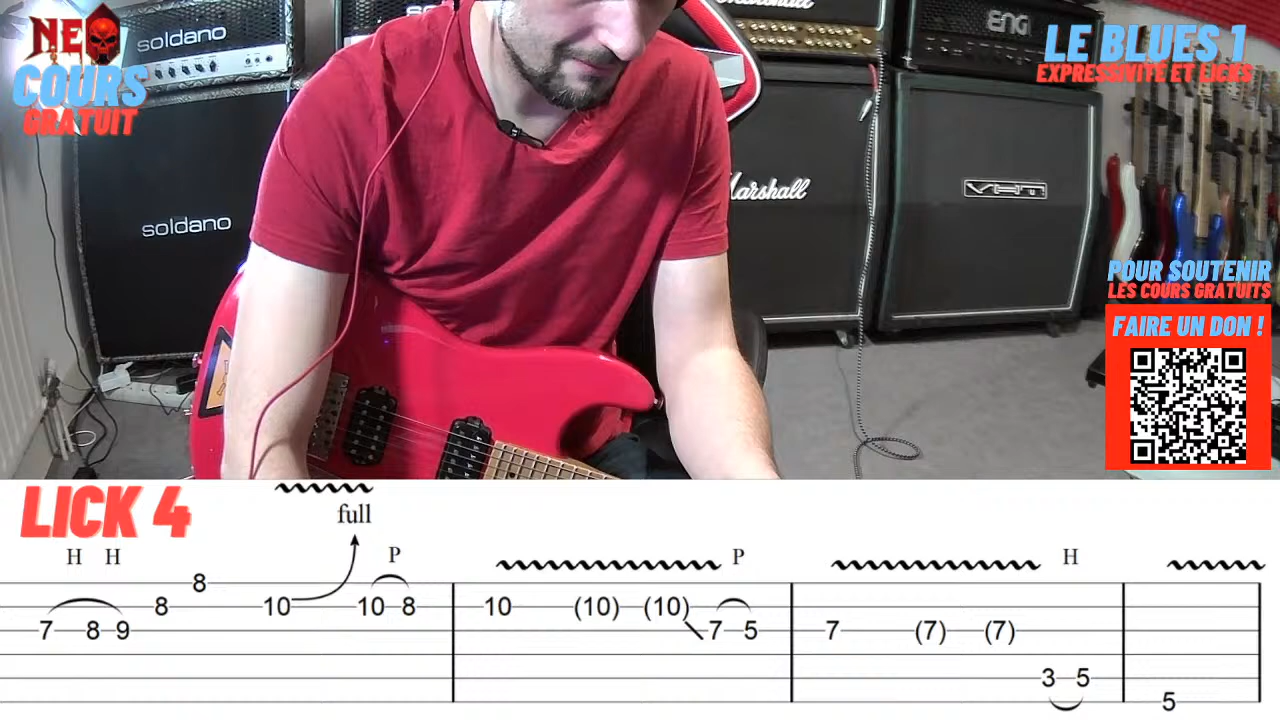 NEO
COURS
GRATUIT
soldano
soldano
Marshall
Marshall
ENGL
VHT
LE BLUES 1
EXPRESSIVITÉ ET LICKS
POUR SOUTENIR
LES COURS GRATUITS
FAIRE UN DON !
LICK 4
full
H H P P H
8
8 10 10 8 10 (10) (10)
7 8 9 7 5 7 (7) (7)
3 5
5